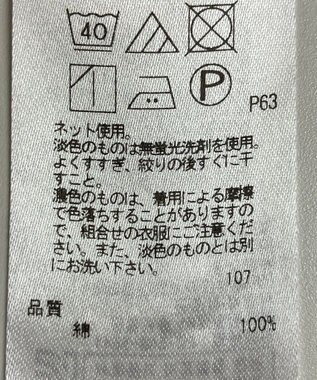 40
P
P63
ネット使用。
淡色のものは無蛍光洗剤を使用。
よくすすぎ、絞りの後すぐに干
すこと。
濃色のものは、着用による摩擦
で色落ちすることがありますの
で、組合せの衣服にご注意くだ
さい。また、淡色のものとは別
にお洗い下さい。
107
品質
綿 100%